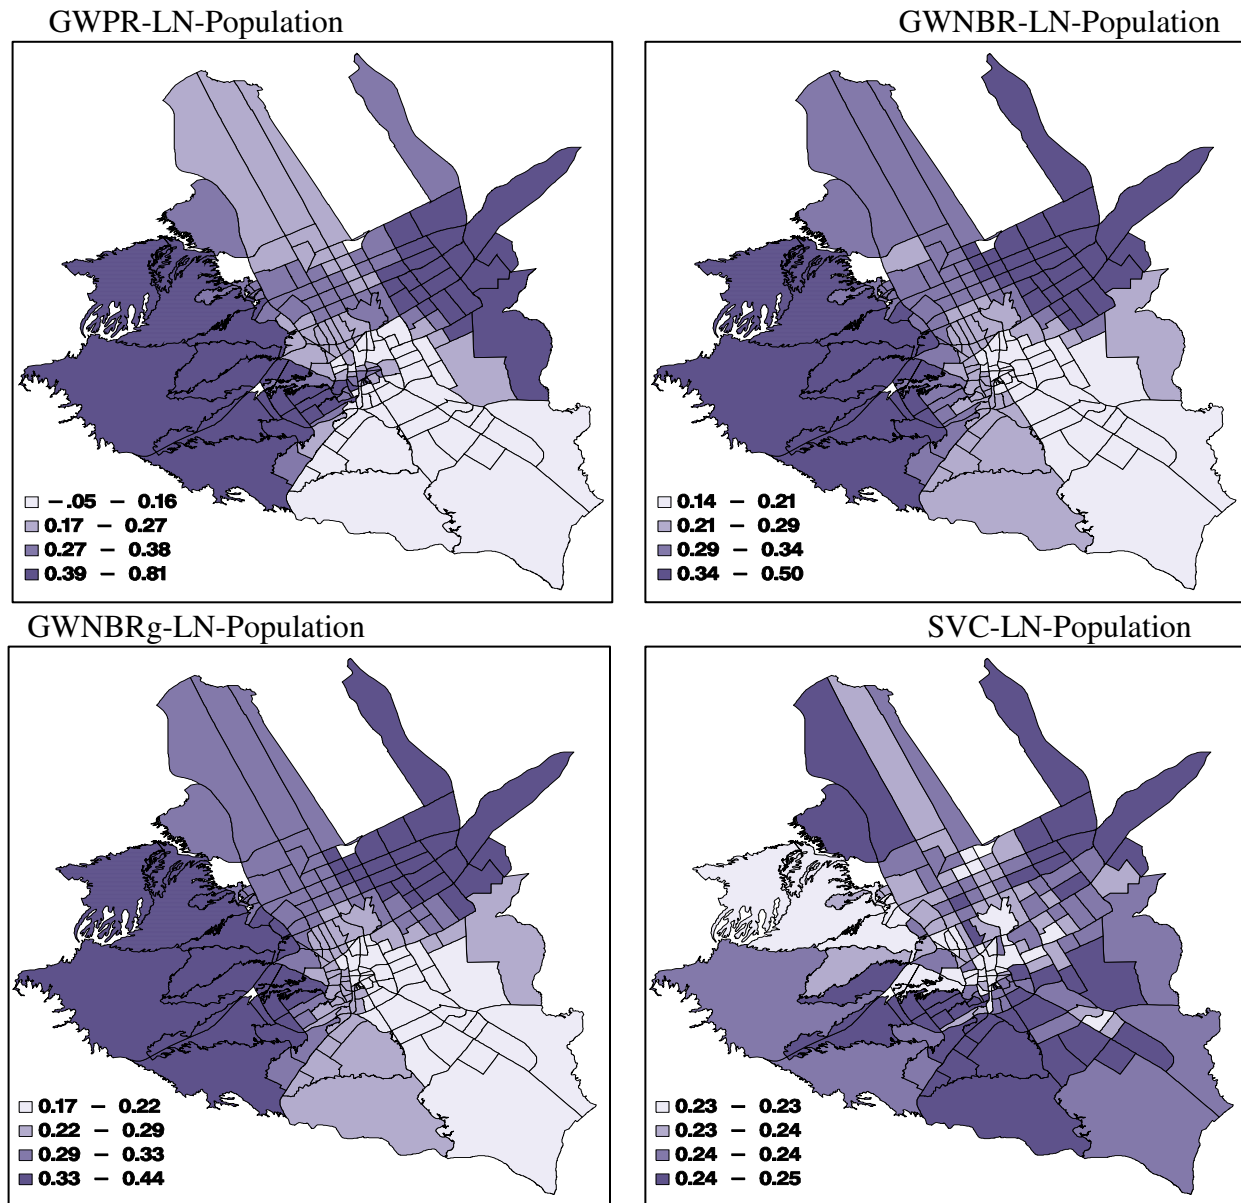 GWPR-LN-Population
GWNBR-LN-Population
-.05 - 0.16
0.17 - 0.27
0.27 - 0.38
0.39 - 0.81
0.14 - 0.21
0.21 - 0.29
0.29 - 0.34
0.34 - 0.50
GWNBRg-LN-Population
SVC-LN-Population
0.17 - 0.22
0.22 - 0.29
0.29 - 0.33
0.33 - 0.44
0.23 - 0.23
0.23 - 0.24
0.24 - 0.24
0.24 - 0.25